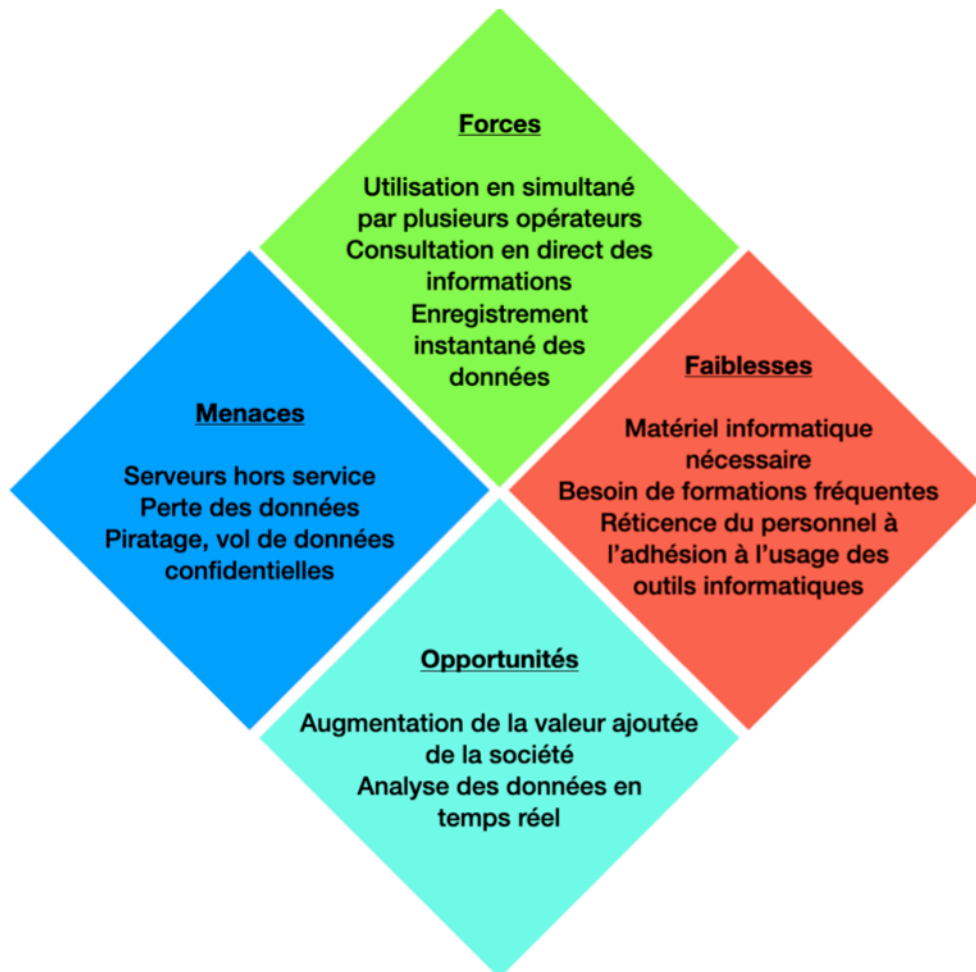 Forces
Utilisation en simultané
par plusieurs opérateurs
Consultation en direct des
informations
Enregistrement
instantané des
données
Menaces
Serveurs hors service
Perte des données
Piratage, vol de données
confidentielles
Faiblesses
Matériel informatique
nécessaire
Besoin de formations fréquentes
Réticence du personnel à
l’adhésion à l’usage des
outils informatiques
Opportunités
Augmentation de la valeur ajoutée
de la société
Analyse des données en
temps réel